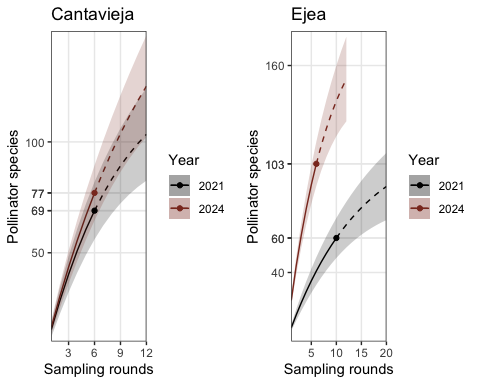 Cantavieja
Pollinator species
100
77
69
50
3 6 9 12
Sampling rounds
Year
2021
2024
Ejea
Pollinator species
160
103
60
40
5 10 15 20
Sampling rounds
Year
2021
2024